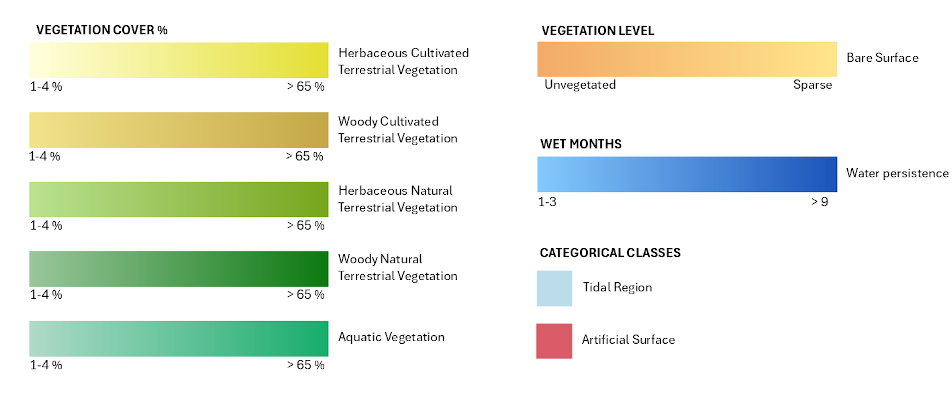 VEGETATION COVER %
Herbaceous Cultivated
Terrestrial Vegetation
1-4 %
> 65 %
Woody Cultivated
Terrestrial Vegetation
1-4 %
> 65 %
Herbaceous Natural
Terrestrial Vegetation
1-4 %
> 65 %
Woody Natural
Terrestrial Vegetation
1-4 %
> 65 %
Aquatic Vegetation
1-4 %
> 65 %
VEGETATION LEVEL
Bare Surface
Unvegetated
Sparse
WET MONTHS
Water persistence
1-3
> 9
CATEGORICAL CLASSES
Tidal Region
Artificial Surface